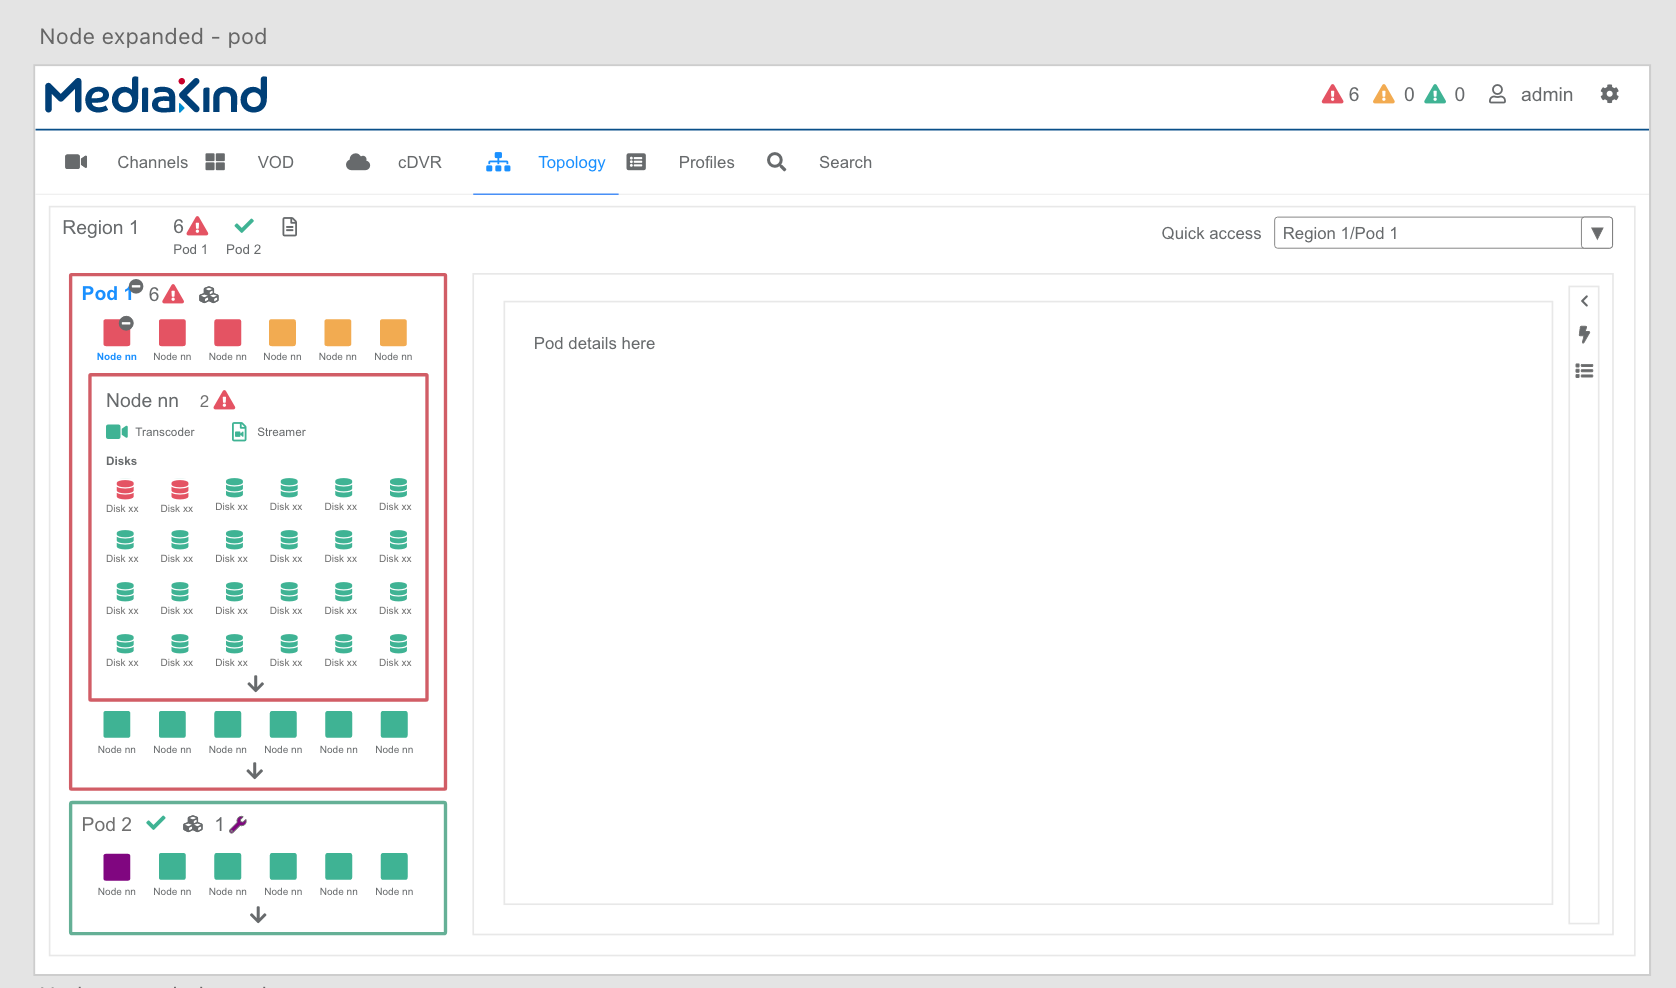 Node expanded - pod
MediaKind
6 0 0 admin
Channels VOD cDVR Topology Profiles Search
Region 1 6
Pod 1 Pod 2
Quick access Region 1/Pod 1
Pod 1 6
Node nn Node nn Node nn Node nn Node nn Node nn
Node nn 2
Transcoder Streamer
Disks
Disk xx Disk xx Disk xx Disk xx Disk xx Disk xx
Disk xx Disk xx Disk xx Disk xx Disk xx Disk xx
Disk xx Disk xx Disk xx Disk xx Disk xx Disk xx
Disk xx Disk xx Disk xx Disk xx Disk xx Disk xx
Node nn Node nn Node nn Node nn Node nn Node nn
Pod 2 1
Node nn Node nn Node nn Node nn Node nn Node nn
Pod details here